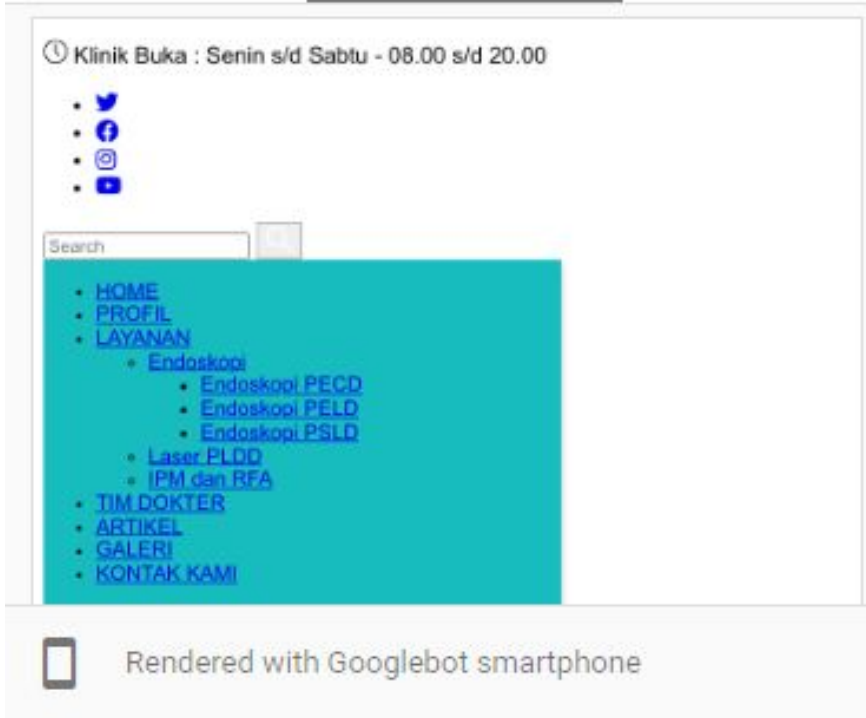 Klinik Buka : Senin s/d Sabtu - 08.00 s/d 20.00
Search
HOME
PROFIL
LAYANAN
Endoskopi
Endoskopi PECD
Endoskopi PELD
Endoskopi PSLD
Laser PLDD
IPM dan RFA
TIM DOKTER
ARTIKEL
GALERI
KONTAK KAMI
Rendered with Googlebot smartphone